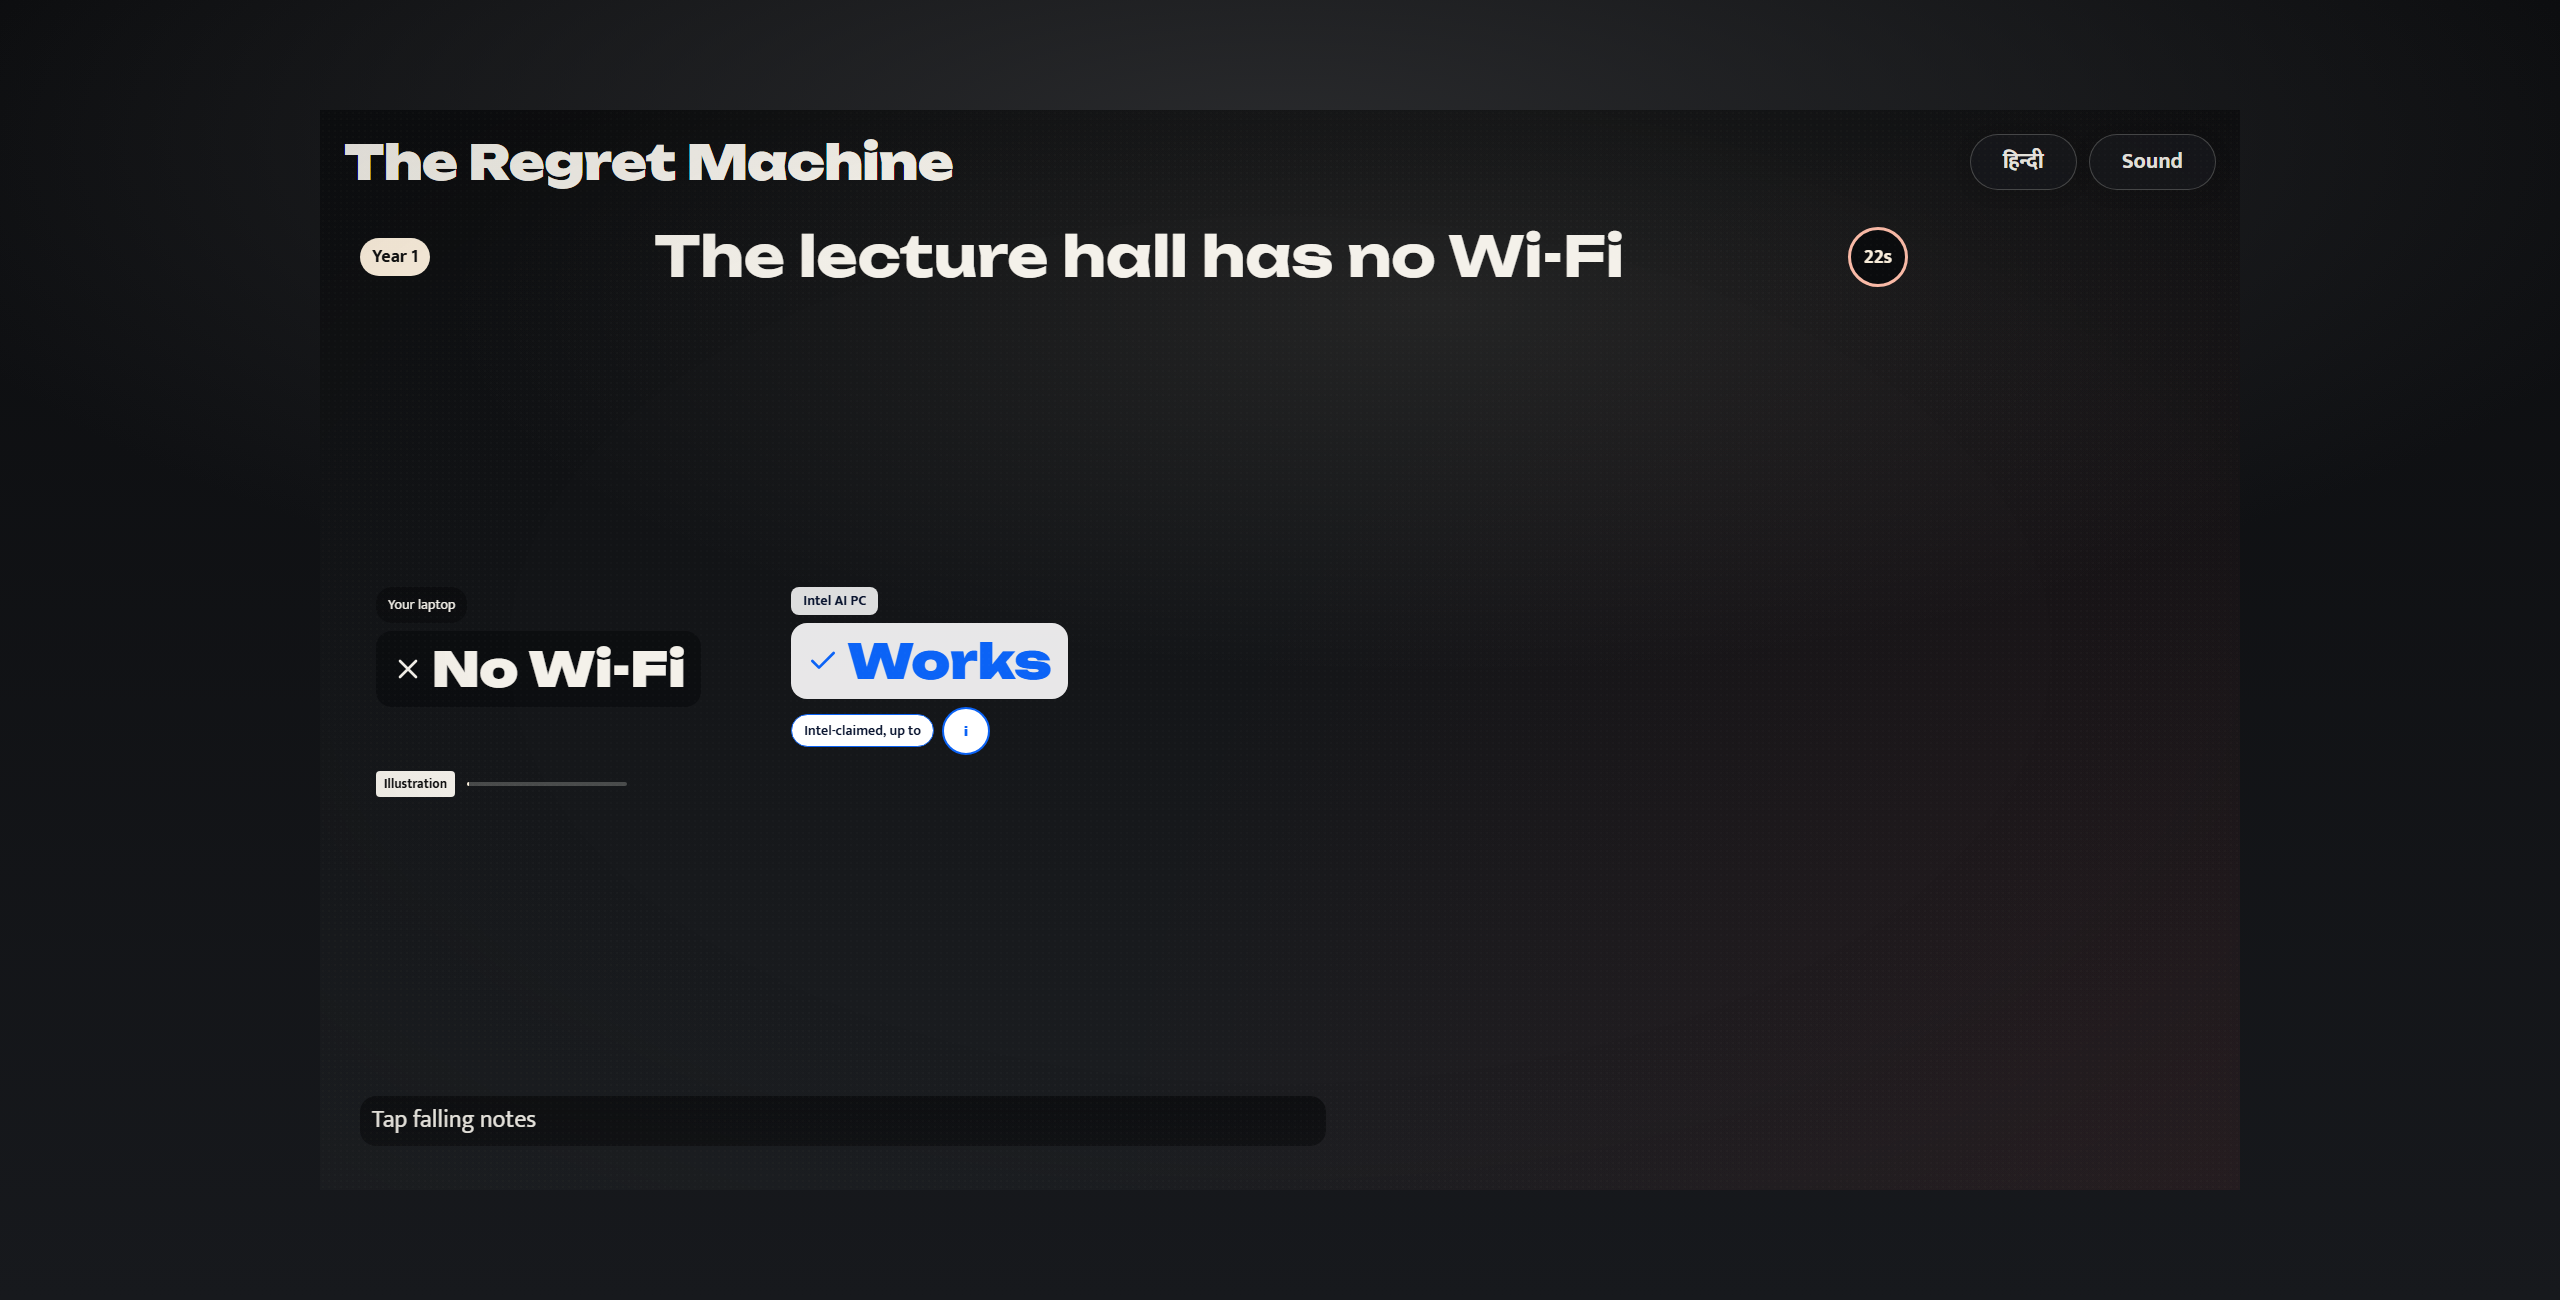 The Regret Machine
हिन्दी
Sound
Year 1
The lecture hall has no Wi-Fi
22s
Your laptop
No Wi-Fi
Intel AI PC
Works
Intel-claimed, up to
i
Illustration
Tap falling notes